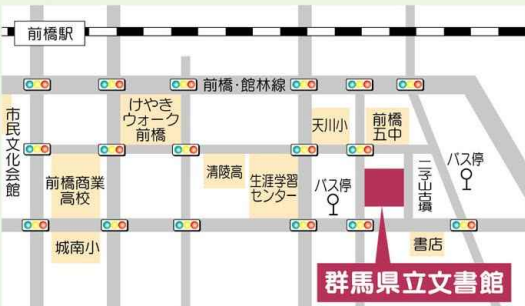 前橋駅
前橋・館林線
けやき
ウォーク
前橋
天川小
前橋
五中
市民文化会館
前橋商業
高校
清陵高
生涯学習
センター
バス停
二子山古墳
バス停
城南小
書店
群馬県立文書館